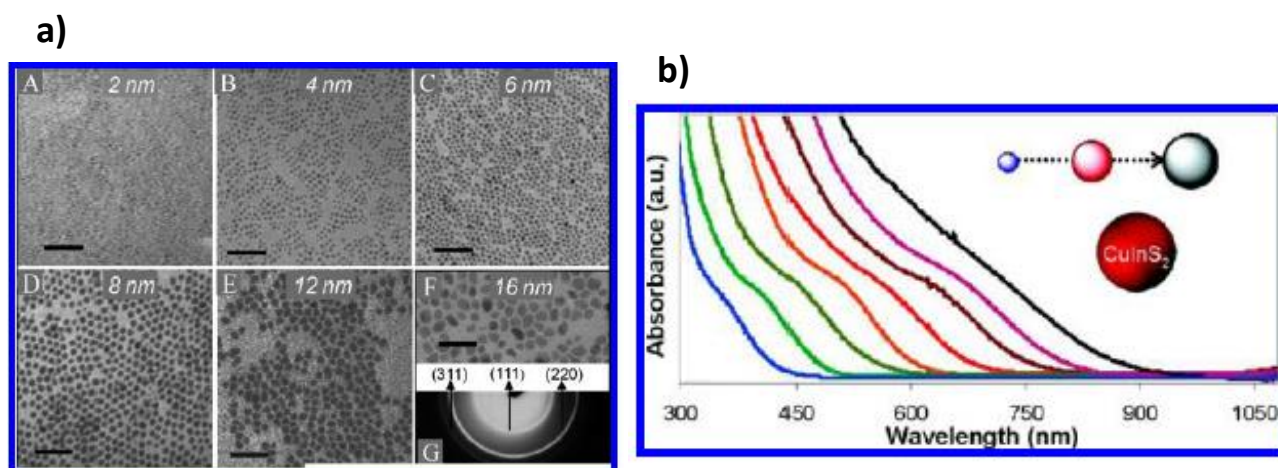 a)
A 2 nm
B 4 nm
C 6 nm
D 8 nm
E 12 nm
F 16 nm
(311) (111) (220)
G
b)
Absorbance (a.u.)
CuInS₂
300 450 600 750 900 1050
Wavelength (nm)